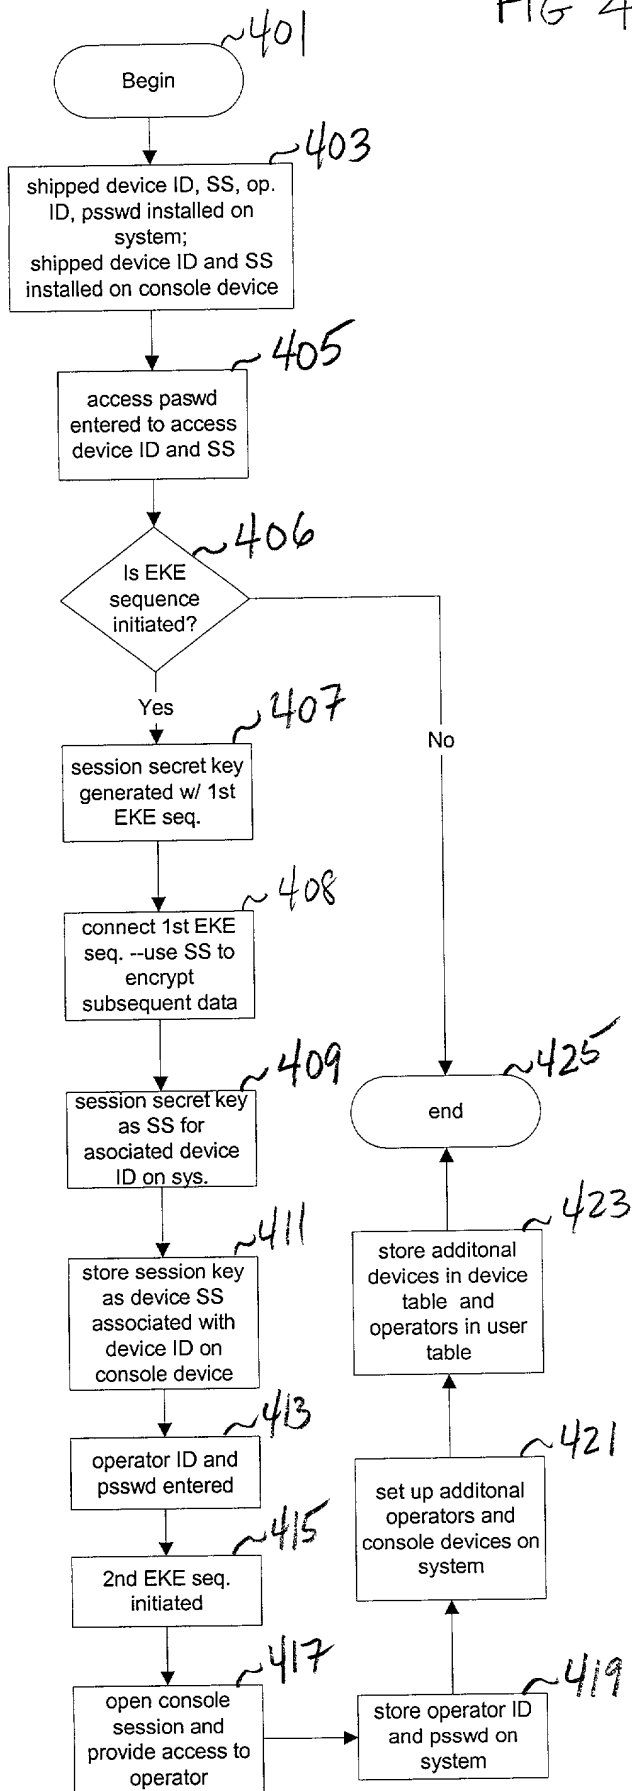 FIG 4
401
Begin
403
shipped device ID, SS, op.
ID, psswd installed on
system;
shipped device ID and SS
installed on console device
405
access paswd
entered to access
device ID and SS
406
Is EKE
sequence
initiated?
Yes
No
407
session secret key
generated w/ 1st
EKE seq.
408
connect 1st EKE
seq. --use SS to
encrypt
subsequent data
409
session secret key
as SS for
asociated device
ID on sys.
411
store session key
as device SS
associated with
device ID on
console device
413
operator ID and
psswd entered
415
2nd EKE seq.
initiated
417
open console
session and
provide access to
operator
419
store operator ID
and psswd on
system
421
set up additonal
operators and
console devices on
system
423
store additonal
devices in device
table and
operators in user
table
425
end